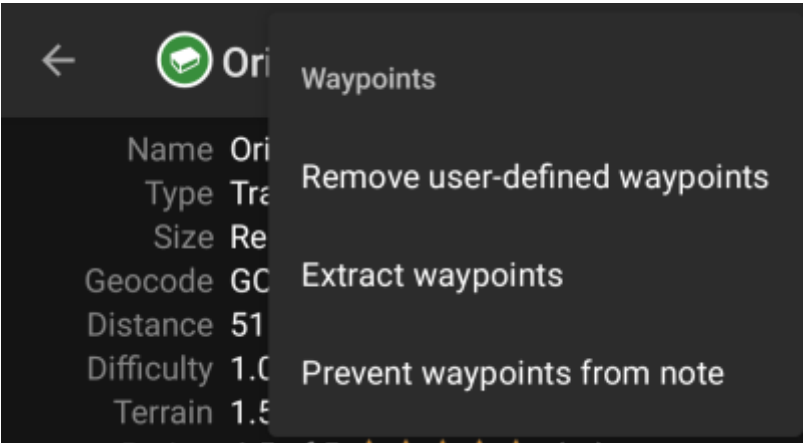 Ori
Waypoints
Name Ori
Type Tra
Remove user-defined waypoints
Size Re
Geocode GC
Extract waypoints
Distance 51
Difficulty 1.0
Prevent waypoints from note
Terrain 1.5